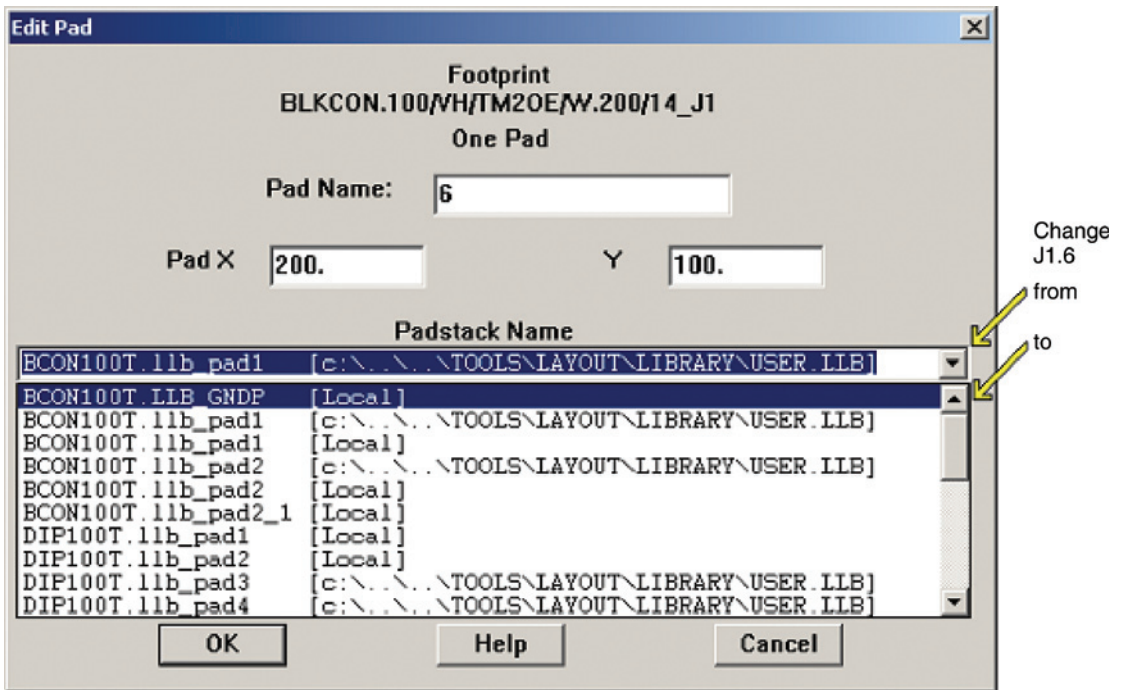 Edit Pad
Footprint
BLKCON.100/VH/TM2OE/W.200/14_J1
One Pad
Pad Name: 6
Pad X 200. Y 100.
Change
J1.6
from
to
Padstack Name
BCON100T.llb_pad1 [c:\..\..\TOOLS\LAYOUT\LIBRARY\USER.LLB]
BCON100T.LLB_GNDP [Local]
BCON100T.llb_pad1 [c:\..\..\TOOLS\LAYOUT\LIBRARY\USER.LLB]
BCON100T.llb_pad1 [Local]
BCON100T.llb_pad2 [c:\..\..\TOOLS\LAYOUT\LIBRARY\USER.LLB]
BCON100T.llb_pad2 [Local]
BCON100T.llb_pad2_1 [Local]
DIP100T.llb_pad1 [Local]
DIP100T.llb_pad2 [Local]
DIP100T.llb_pad3 [c:\..\..\TOOLS\LAYOUT\LIBRARY\USER.LLB]
DIP100T.llb_pad4 [c:\..\..\TOOLS\LAYOUT\LIBRARY\USER.LLB]
OK Help Cancel